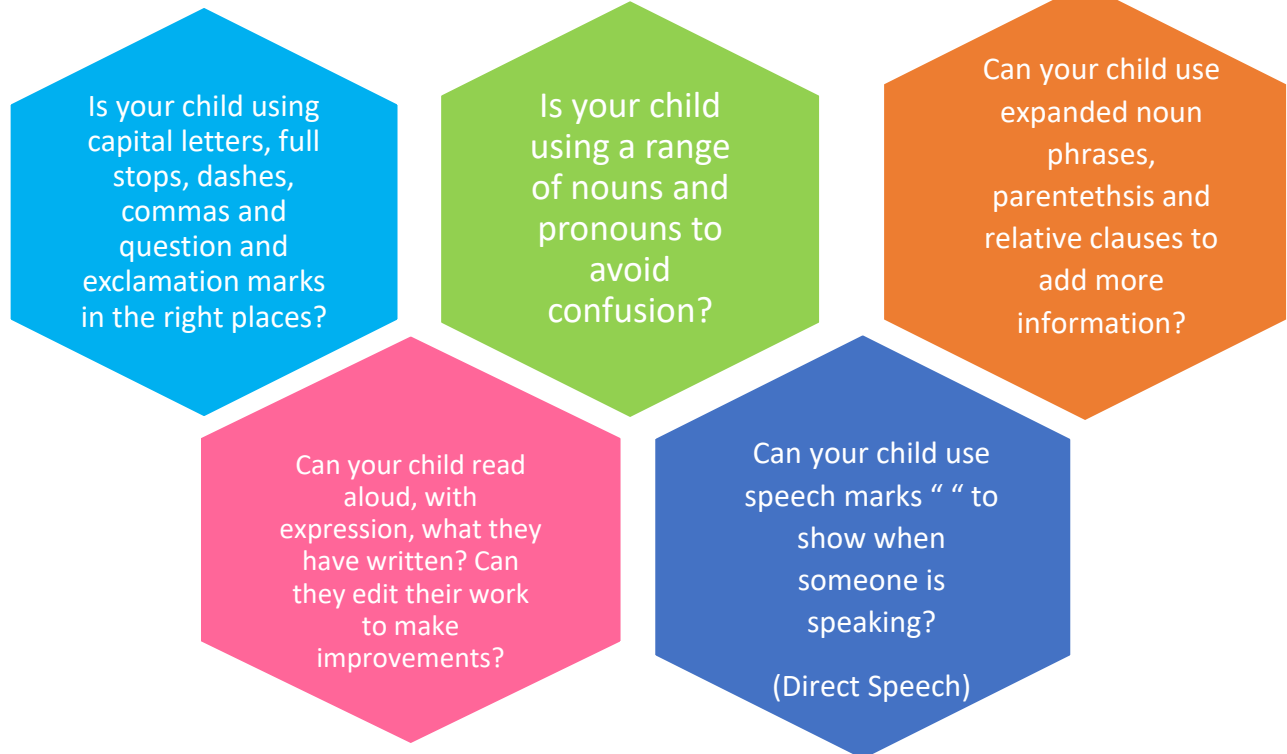 Is your child using
capital letters, full
stops, dashes,
commas and
question and
exclamation marks
in the right places?
Is your child
using a range
of nouns and
pronouns to
avoid
confusion?
Can your child use
expanded noun
phrases,
parentethsis and
relative clauses to
add more
information?
Can your child read
aloud, with
expression, what they
have written? Can
they edit their work
to make
improvements?
Can your child use
speech marks “ “ to
show when
someone is
speaking?
(Direct Speech)